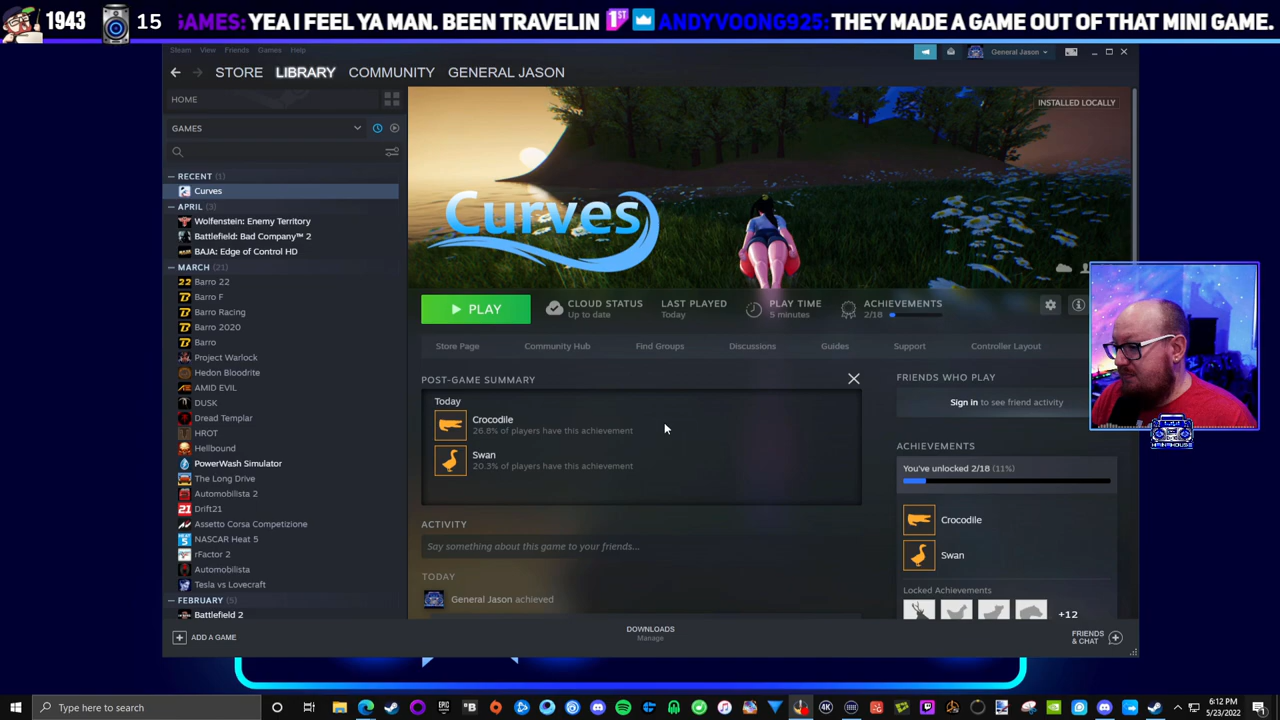 1943
15
GAMES: YEA I FEEL YA MAN. BEEN TRAVELIN
1ST
ANDYVOONG925: THEY MADE A GAME OUT OF THAT MINI GAME.
Steam View Friends Games Help
General Jason
STORE LIBRARY COMMUNITY GENERAL JASON
HOME
GAMES
RECENT (1)
Curves
APRIL (3)
Wolfenstein: Enemy Territory
Battlefield: Bad Company™ 2
BAJA: Edge of Control HD
MARCH (21)
Barro 22
Barro F
Barro Racing
Barro 2020
Barro
Project Warlock
Hedon Bloodrite
AMID EVIL
DUSK
Dread Templar
HROT
Hellbound
PowerWash Simulator
The Long Drive
Automobilista 2
Drift21
Assetto Corsa Competizione
NASCAR Heat 5
rFactor 2
Automobilista
Tesla vs Lovecraft
FEBRUARY (5)
Battlefield 2
ADD A GAME
INSTALLED LOCALLY
Curves
PLAY
CLOUD STATUS
Up to date
LAST PLAYED
Today
PLAY TIME
5 minutes
ACHIEVEMENTS
2/18
Store Page Community Hub Find Groups Discussions Guides Support Controller Layout
POST-GAME SUMMARY
Today
Crocodile
26.8% of players have this achievement
Swan
20.3% of players have this achievement
ACTIVITY
Say something about this game to your friends...
TODAY
General Jason achieved
FRIENDS WHO PLAY
Sign in to see friend activity
ACHIEVEMENTS
You've unlocked 2/18 (11%)
Crocodile
Swan
Locked Achievements
+12
DOWNLOADS
Manage
FRIENDS
& CHAT
Type here to search
4K
6:12 PM
5/23/2022